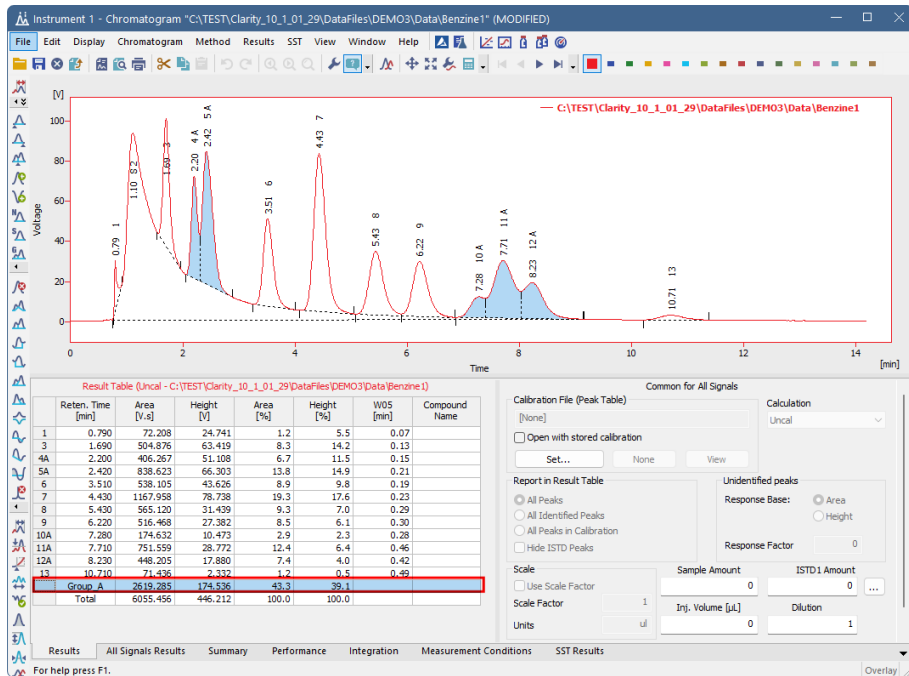 Instrument 1 - Chromatogram "C:\TEST\Clarity_10_1_01_29\DataFiles\DEMO3\Data\Benzine1" (MODIFIED)
File Edit Display Chromatogram Method Results SST View Window Help
[V]
C:\TEST\Clarity_10_1_01_29\DataFiles\DEMO3\Data\Benzine1
100
80
60
40
20
0
Voltage
0.79 1
1.10 S 2
1.69 3
2.20 4 A
2.42 5 A
3.51 6
4.43 7
5.43 8
6.22 9
7.28 10 A
7.71 11 A
8.23 12 A
10.71 13
0 2 4 6 8 10 12 14
Time
[min]
Result Table (Uncal - C:\TEST\Clarity_10_1_01_29\DataFiles\DEMO3\Data\Benzine1)
Reten. Time [min] Area [V.s] Height [V] Area [%] Height [%] W05 [min] Compound Name
1 0.790 72.208 24.741 1.2 5.5 0.07
3 1.690 504.876 63.419 8.3 14.2 0.13
4A 2.200 406.267 51.108 6.7 11.5 0.15
5A 2.420 838.623 66.303 13.8 14.9 0.21
6 3.510 538.105 43.626 8.9 9.8 0.19
7 4.430 1167.958 78.738 19.3 17.6 0.23
8 5.430 565.120 31.439 9.3 7.0 0.29
9 6.220 516.468 27.382 8.5 6.1 0.30
10A 7.280 174.632 10.473 2.9 2.3 0.28
11A 7.710 751.559 28.772 12.4 6.4 0.46
12A 8.230 448.205 17.880 7.4 4.0 0.42
13 10.710 71.436 2.332 1.2 0.5 0.49
Group_A 2619.285 174.536 43.3 39.1
Total 6055.456 446.212 100.0 100.0
Common for All Signals
Calibration File (Peak Table)
[None]
Open with stored calibration
Set... None View
Calculation
Uncal
Report in Result Table
All Peaks
All Identified Peaks
All Peaks in Calibration
Hide ISTD Peaks
Unidentified peaks
Response Base: Area
Height
Response Factor 0
Scale
Use Scale Factor
Scale Factor 1
Units ul
Sample Amount
0
ISTD1 Amount
0 ...
Inj. Volume [µL]
0
Dilution
1
Results All Signals Results Summary Performance Integration Measurement Conditions SST Results
For help press F1.
Overlay